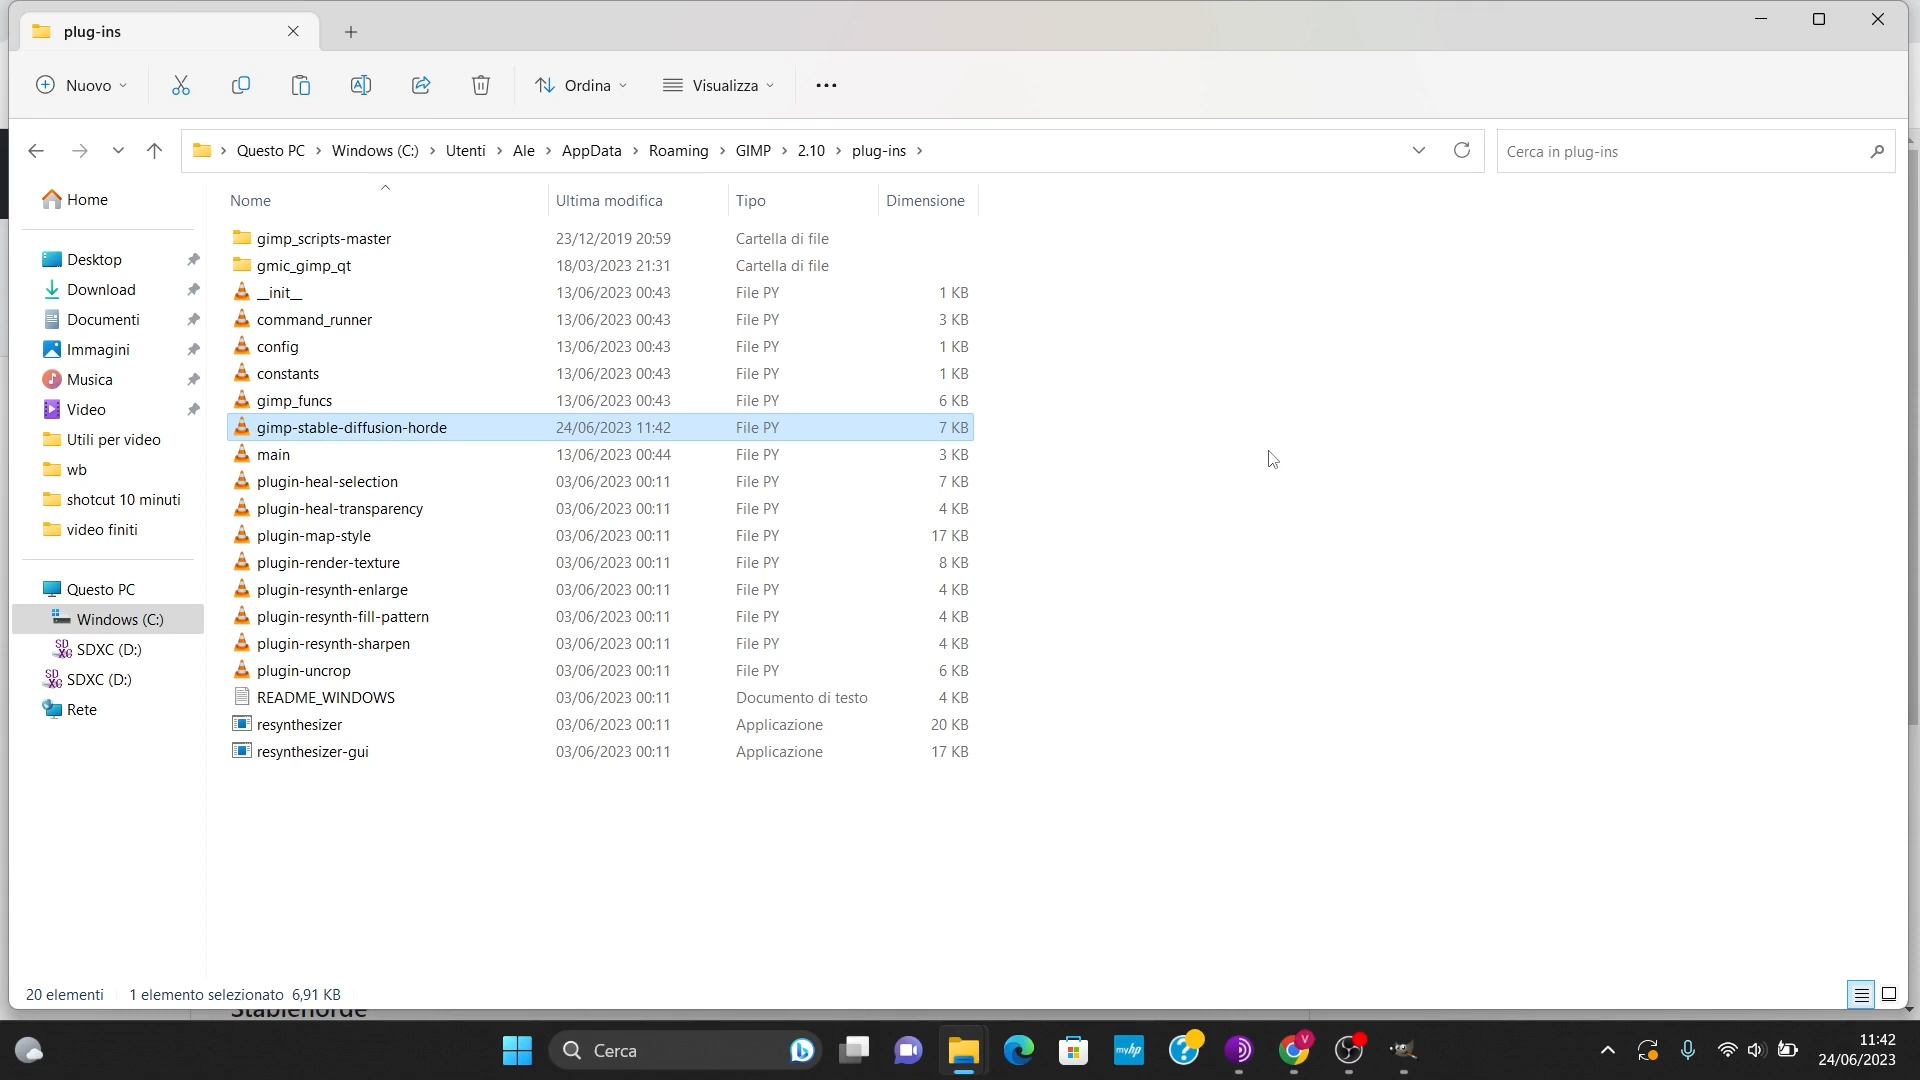 plug-ins
Nuovo
Ordina
Visualizza
Questo PC > Windows (C:) > Utenti > Ale > AppData > Roaming > GIMP > 2.10 > plug-ins >
Cerca in plug-ins
Home
Desktop
Download
Documenti
Immagini
Musica
Video
Utili per video
wb
shotcut 10 minuti
video finiti
Questo PC
Windows (C:)
SDXC (D:)
SDXC (D:)
Rete
Nome Ultima modifica Tipo Dimensione
gimp_scripts-master 23/12/2019 20:59 Cartella di file
gmic_gimp_qt 18/03/2023 21:31 Cartella di file
__init__ 13/06/2023 00:43 File PY 1 KB
command_runner 13/06/2023 00:43 File PY 3 KB
config 13/06/2023 00:43 File PY 1 KB
constants 13/06/2023 00:43 File PY 1 KB
gimp_funcs 13/06/2023 00:43 File PY 6 KB
gimp-stable-diffusion-horde 24/06/2023 11:42 File PY 7 KB
main 13/06/2023 00:44 File PY 3 KB
plugin-heal-selection 03/06/2023 00:11 File PY 7 KB
plugin-heal-transparency 03/06/2023 00:11 File PY 4 KB
plugin-map-style 03/06/2023 00:11 File PY 17 KB
plugin-render-texture 03/06/2023 00:11 File PY 8 KB
plugin-resynth-enlarge 03/06/2023 00:11 File PY 4 KB
plugin-resynth-fill-pattern 03/06/2023 00:11 File PY 4 KB
plugin-resynth-sharpen 03/06/2023 00:11 File PY 4 KB
plugin-uncrop 03/06/2023 00:11 File PY 6 KB
README_WINDOWS 03/06/2023 00:11 Documento di testo 4 KB
resynthesizer 03/06/2023 00:11 Applicazione 20 KB
resynthesizer-gui 03/06/2023 00:11 Applicazione 17 KB
20 elementi 1 elemento selezionato 6,91 KB
Stablehorde
Cerca
myhp
V
11:42
24/06/2023